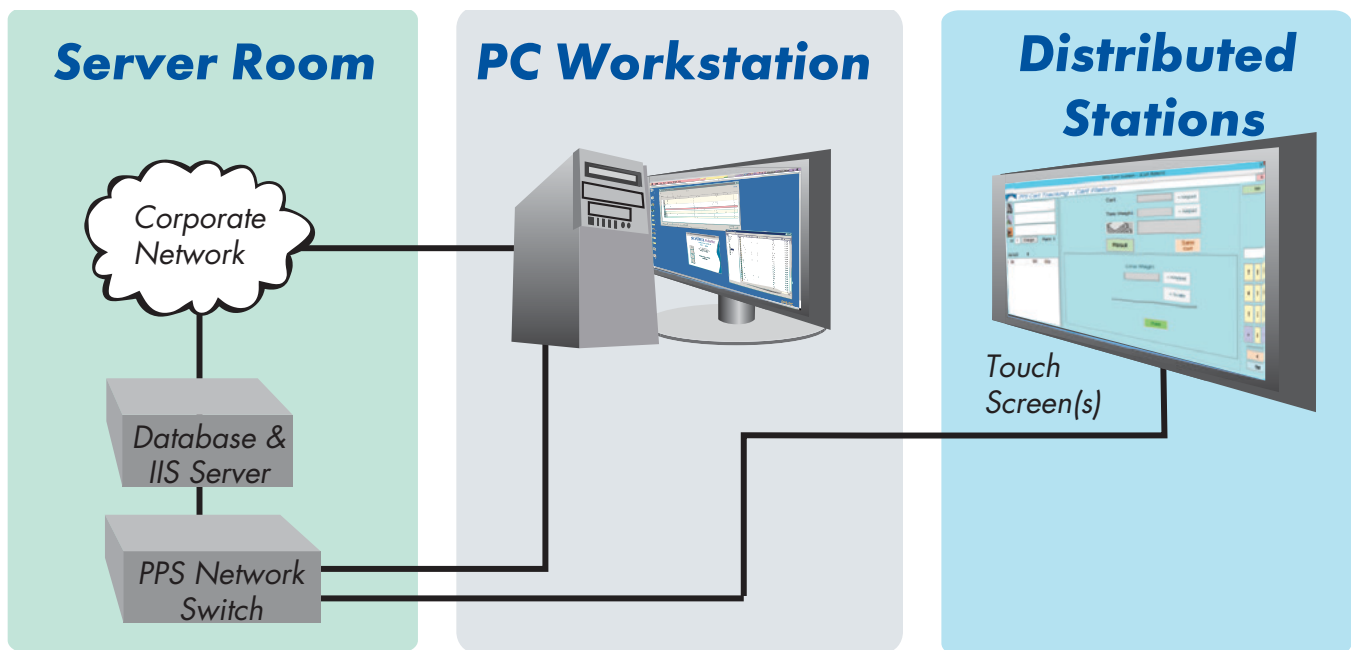 Server Room
PC Workstation
Distributed
Stations
Corporate
Network
Database &
IIS Server
PPS Network
Switch
Touch
Screen(s)